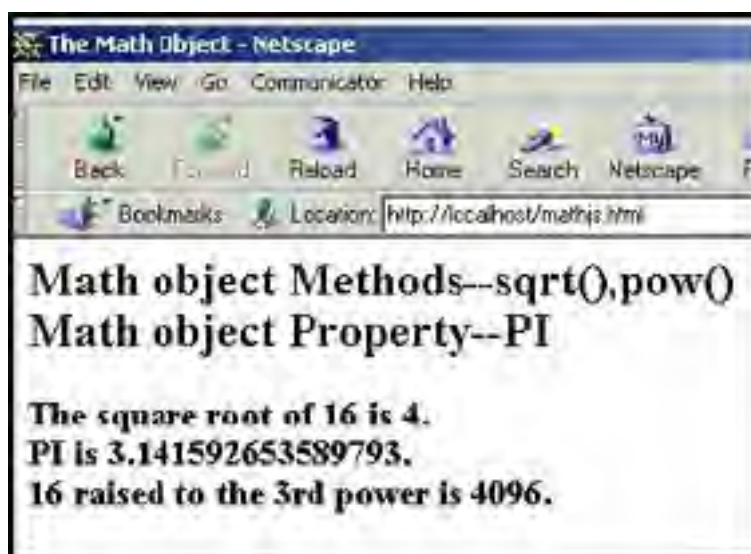 The Math Object - Netscape
File Edit View Go Communicator Help
Back Reload Home Search Netscape
Bookmarks Location: http://localhost/mathjs.html
Math object Methods--sqrt(),pow()
Math object Property--PI
The square root of 16 is 4.
PI is 3.141592653589793.
16 raised to the 3rd power is 4096.